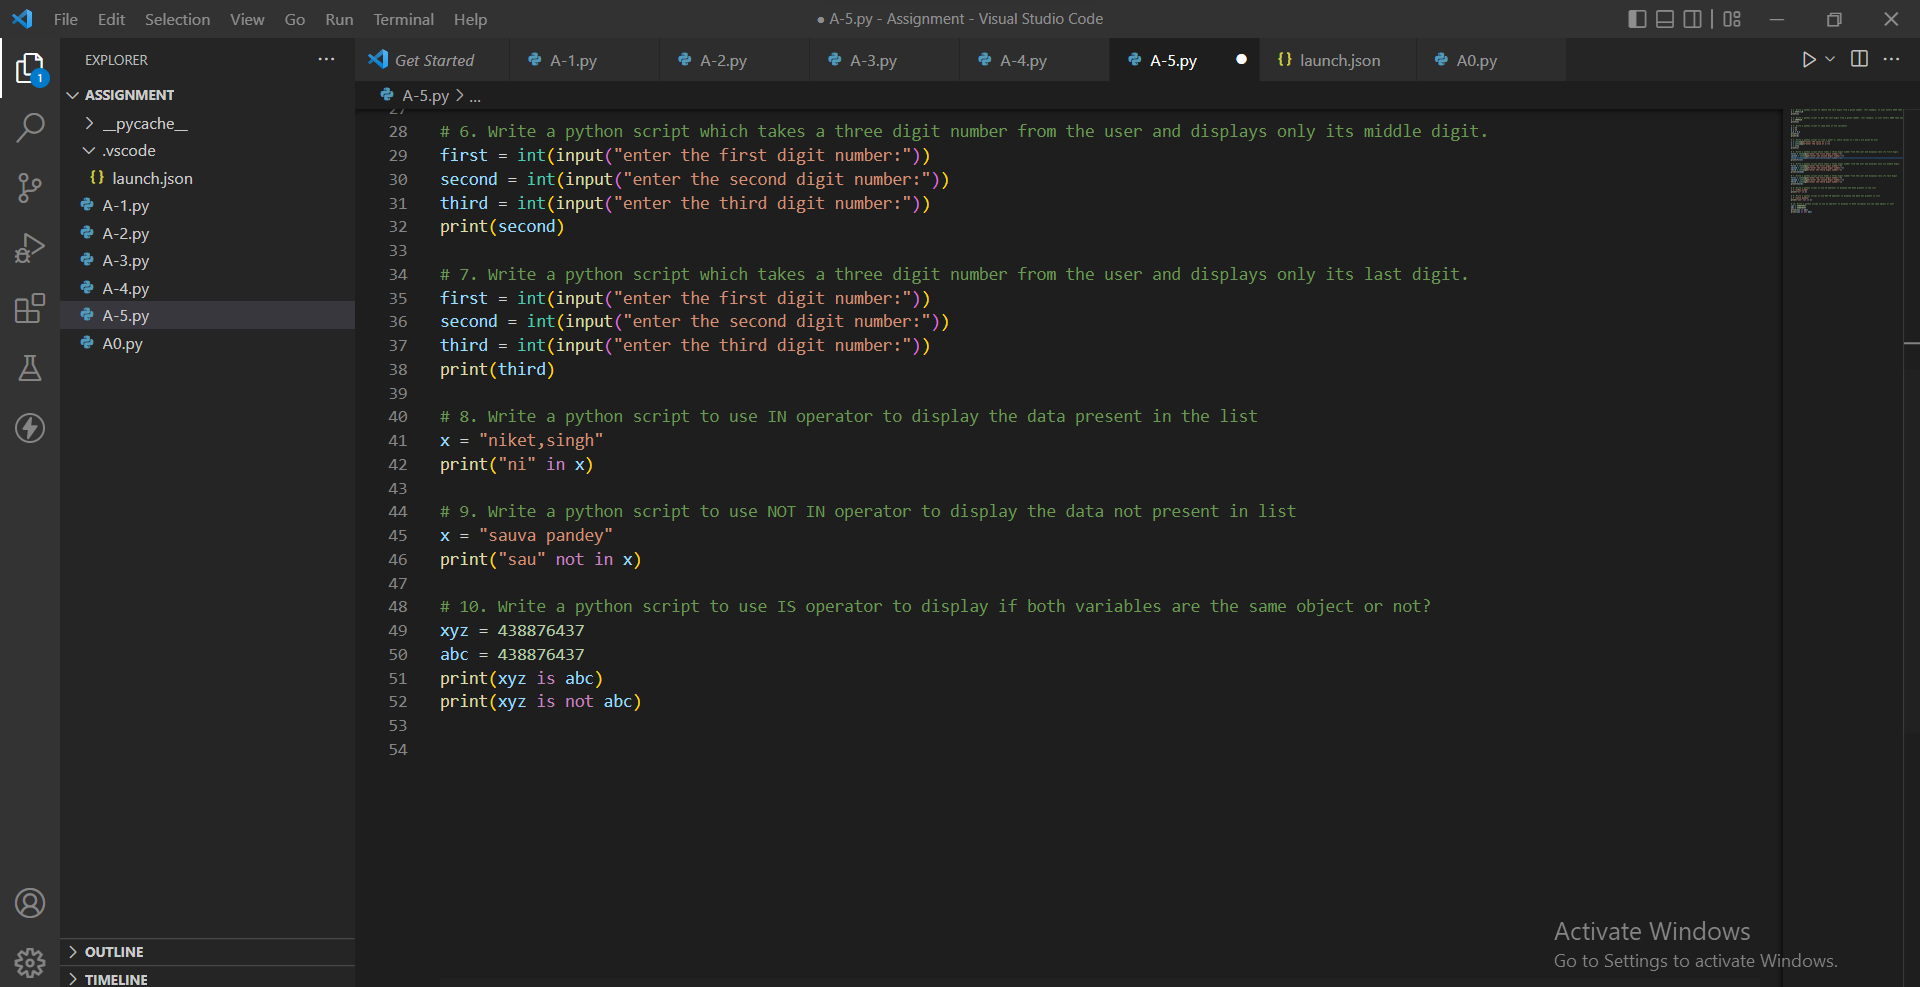 File Edit Selection View Go Run Terminal Help
● A-5.py - Assignment - Visual Studio Code
EXPLORER
Get Started A-1.py A-2.py A-3.py A-4.py A-5.py launch.json A0.py
1
A-5.py > ...
ASSIGNMENT
__pycache__
.vscode
launch.json
A-1.py
A-2.py
A-3.py
A-4.py
A-5.py
A0.py
OUTLINE
TIMELINE
27
28 # 6. Write a python script which takes a three digit number from the user and displays only its middle digit.
29 first = int(input("enter the first digit number:"))
30 second = int(input("enter the second digit number:"))
31 third = int(input("enter the third digit number:"))
32 print(second)
33
34 # 7. Write a python script which takes a three digit number from the user and displays only its last digit.
35 first = int(input("enter the first digit number:"))
36 second = int(input("enter the second digit number:"))
37 third = int(input("enter the third digit number:"))
38 print(third)
39
40 # 8. Write a python script to use IN operator to display the data present in the list
41 x = "niket,singh"
42 print("ni" in x)
43
44 # 9. Write a python script to use NOT IN operator to display the data not present in list
45 x = "sauva pandey"
46 print("sau" not in x)
47
48 # 10. Write a python script to use IS operator to display if both variables are the same object or not?
49 xyz = 438876437
50 abc = 438876437
51 print(xyz is abc)
52 print(xyz is not abc)
53
54
Activate Windows
Go to Settings to activate Windows.